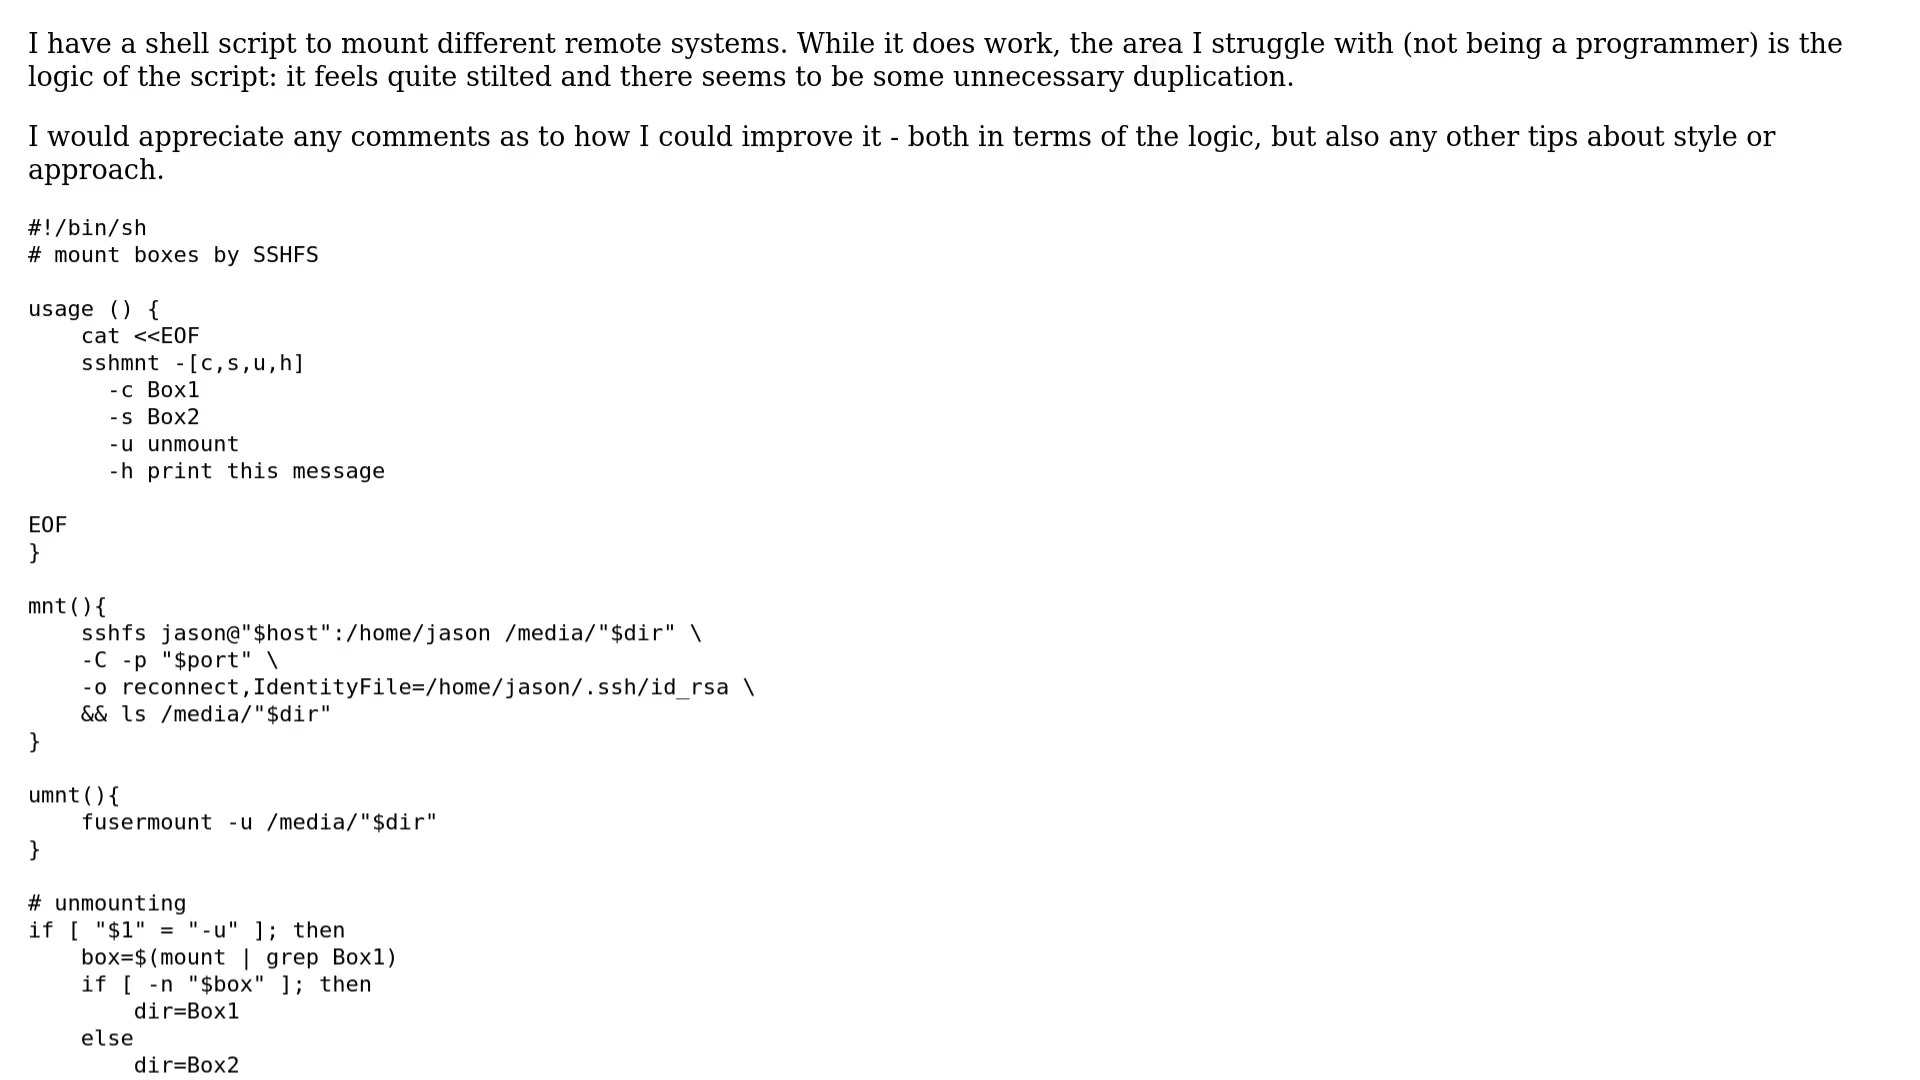 I have a shell script to mount different remote systems. While it does work, the area I struggle with (not being a programmer) is the
logic of the script: it feels quite stilted and there seems to be some unnecessary duplication.
I would appreciate any comments as to how I could improve it - both in terms of the logic, but also any other tips about style or
approach.
#!/bin/sh
# mount boxes by SSHFS
usage () {
    cat <<EOF
    sshmnt -[c,s,u,h]
      -c Box1
      -s Box2
      -u unmount
      -h print this message
EOF
}
mnt(){
    sshfs jason@"$host":/home/jason /media/"$dir" \
    -C -p "$port" \
    -o reconnect,IdentityFile=/home/jason/.ssh/id_rsa \
    && ls /media/"$dir"
}
umnt(){
    fusermount -u /media/"$dir"
}
# unmounting
if [ "$1" = "-u" ]; then
    box=$(mount | grep Box1)
    if [ -n "$box" ]; then
        dir=Box1
    else
        dir=Box2